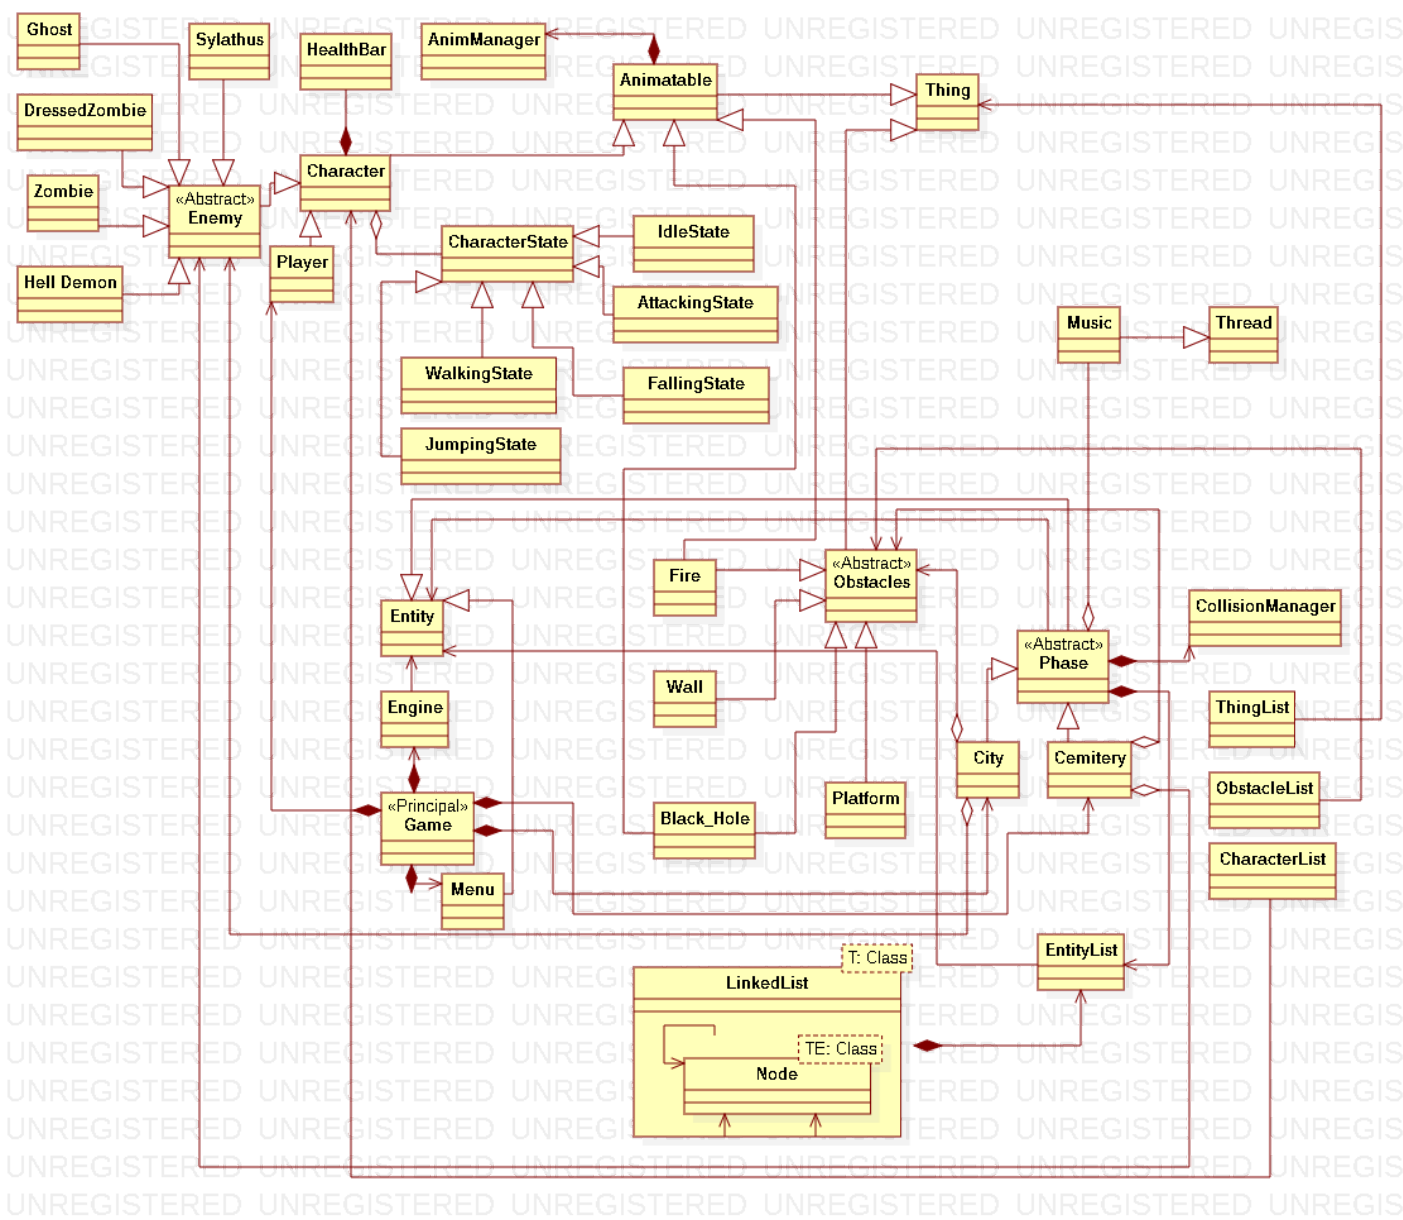 Ghost
Sylathus
HealthBar
AnimManager
Animatable
Thing
DressedZombie
Character
Zombie
«Abstract»
Enemy
Player
CharacterState
IdleState
Hell Demon
AttackingState
Music
Thread
WalkingState
FallingState
JumpingState
Fire
«Abstract»
Obstacles
Entity
CollisionManager
«Abstract»
Phase
Wall
Engine
ThingList
City
Cemitery
«Principal»
Game
Platform
Black_Hole
ObstacleList
Menu
CharacterList
EntityList
T: Class
LinkedList
TE: Class
Node
UNREGISTERED